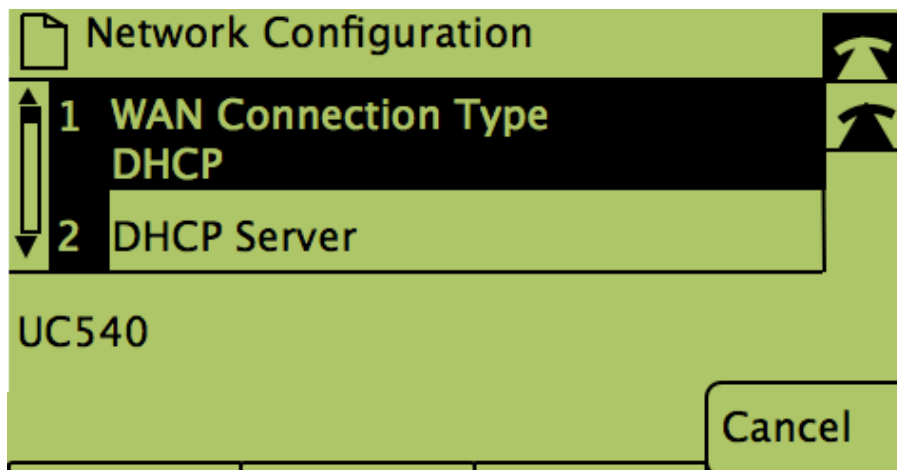 Network Configuration
1 WAN Connection Type
DHCP
2 DHCP Server
UC540
Cancel